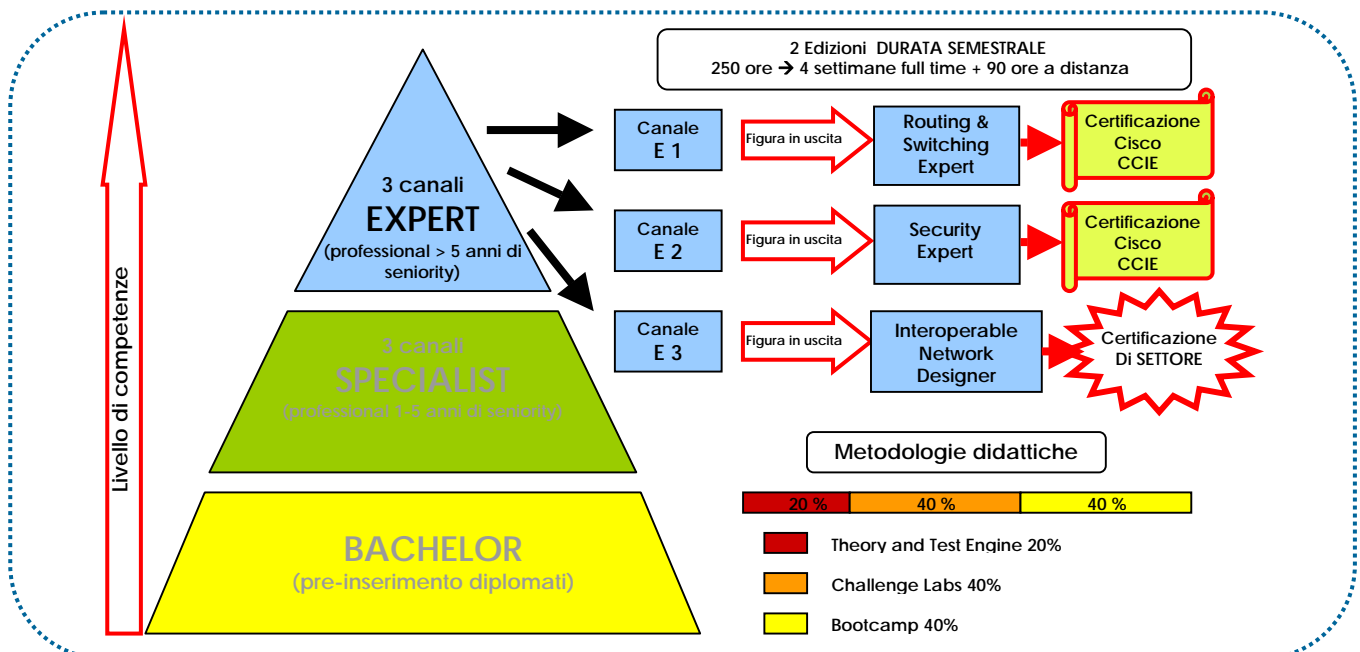 2 Edizioni DURATA SEMESTRALE
250 ore → 4 settimane full time + 90 ore a distanza
Livello di competenze
3 canali
EXPERT
(professional > 5 anni di
seniority)
Canale
E 1
Figura in uscita
Routing &
Switching
Expert
Certificazione
Cisco
CCIE
Canale
E 2
Figura in uscita
Security
Expert
Certificazione
Cisco
CCIE
Canale
E 3
Figura in uscita
Interoperable
Network
Designer
Certificazione
Di SETTORE
3 canali
SPECIALIST
(professional 1-5 anni di seniority)
BACHELOR
(pre-inserimento diplomati)
Metodologie didattiche
20 % 40 % 40 %
Theory and Test Engine 20%
Challenge Labs 40%
Bootcamp 40%